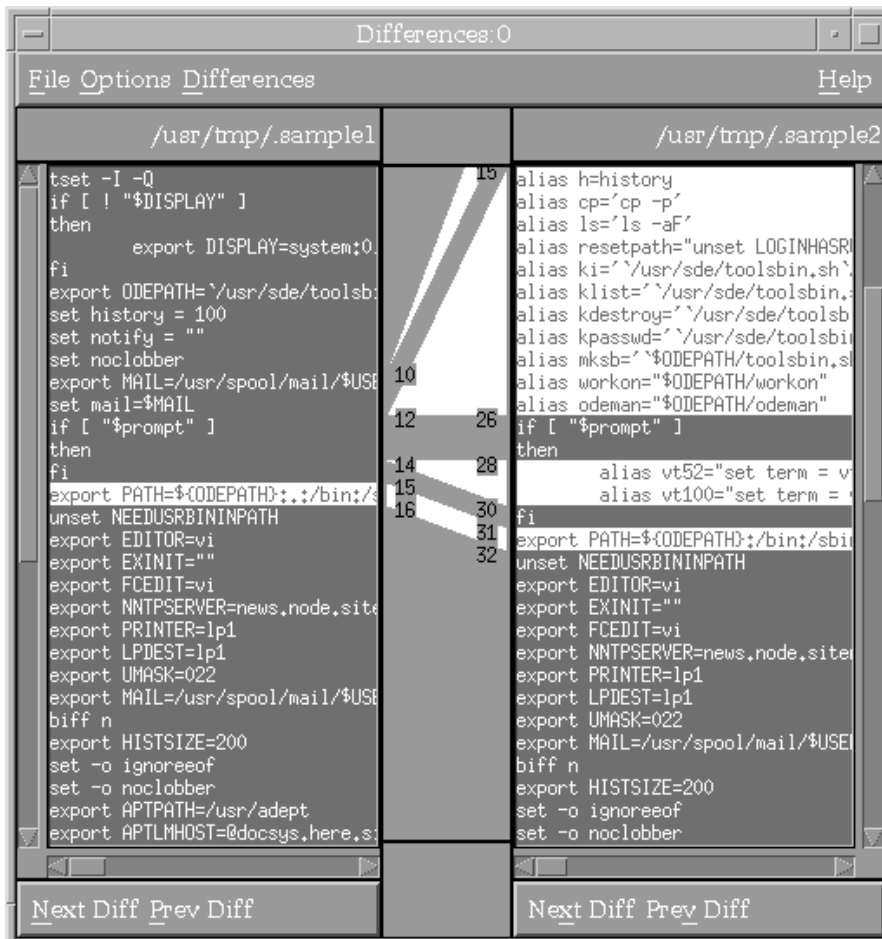 Differences:0
File Options Differences Help
/usr/tmp/.sample1
tset -I -Q
if [ ! "$DISPLAY" ]
then
export DISPLAY=system:0.
fi
export ODEPATH=`/usr/sde/toolsb
set history = 100
set notify = ""
set noclobber
export MAIL=/usr/spool/mail/$USE
set mail=$MAIL
if [ "$prompt" ]
then
fi
export PATH=${ODEPATH}:.:/bin:/s
unset NEEDUSRBININPATH
export EDITOR=vi
export EXINIT=""
export FCEDIT=vi
export NNTPSERVER=news.node.site
export PRINTER=lp1
export LPDEST=lp1
export UMASK=022
export MAIL=/usr/spool/mail/$USE
biff n
export HISTSIZE=200
set -o ignoreeof
set -o noclobber
export APTPATH=/usr/adept
export APTLMHOST=@docsys.here.s
Next Diff Prev Diff
15
10
12 26
14 28
15
16 30
31
32
/usr/tmp/.sample2
alias h=history
alias cp='cp -p'
alias ls='ls -aF'
alias resetpath="unset LOGINHASR
alias ki='`/usr/sde/toolsbin.sh`
alias klist='`/usr/sde/toolsbin.
alias kdestroy='`/usr/sde/toolsb
alias kpasswd='`/usr/sde/toolsbi
alias mksb='`$ODEPATH/toolsbin.s
alias workon="$ODEPATH/workon"
alias odeman="$ODEPATH/odeman"
if [ "$prompt" ]
then
alias vt52="set term = v
alias vt100="set term =
fi
export PATH=${ODEPATH}:/bin:/sbi
unset NEEDUSRBININPATH
export EDITOR=vi
export EXINIT=""
export FCEDIT=vi
export NNTPSERVER=news.node.site
export PRINTER=lp1
export LPDEST=lp1
export UMASK=022
export MAIL=/usr/spool/mail/$USE
biff n
export HISTSIZE=200
set -o ignoreeof
set -o noclobber
Next Diff Prev Diff